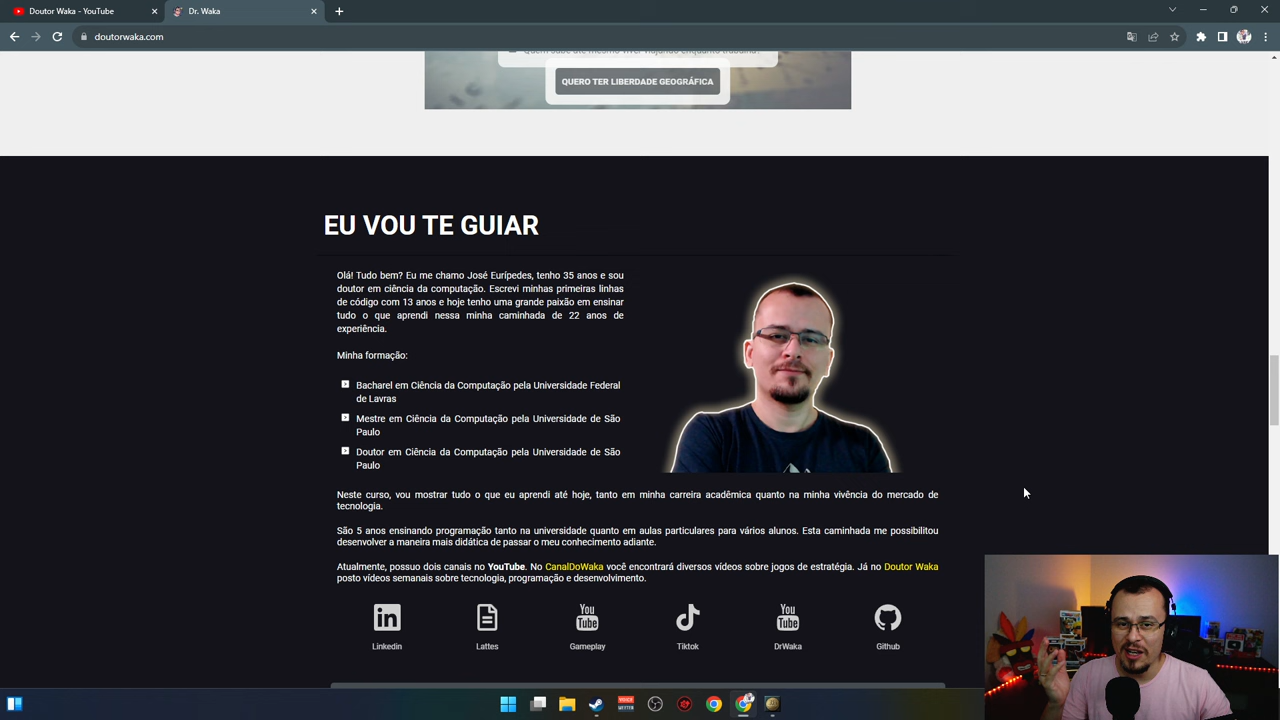 Doutor Waka - YouTube
Dr. Waka
doutorwaka.com
QUERO TER LIBERDADE GEOGRÁFICA
EU VOU TE GUIAR
Olá! Tudo bem? Eu me chamo José Eurípedes, tenho 35 anos e sou
doutor em ciência da computação. Escrevi minhas primeiras linhas
de código com 13 anos e hoje tenho uma grande paixão em ensinar
tudo o que aprendi nessa minha caminhada de 22 anos de
experiência.
Minha formação:
Bacharel em Ciência da Computação pela Universidade Federal
de Lavras
Mestre em Ciência da Computação pela Universidade de São
Paulo
Doutor em Ciência da Computação pela Universidade de São
Paulo
Neste curso, vou mostrar tudo o que eu aprendi até hoje, tanto em minha carreira acadêmica quanto na minha vivência do mercado de
tecnologia.
São 5 anos ensinando programação tanto na universidade quanto em aulas particulares para vários alunos. Esta caminhada me possibilitou
desenvolver a maneira mais didática de passar o meu conhecimento adiante.
Atualmente, possuo dois canais no YouTube. No CanalDoWaka você encontrará diversos vídeos sobre jogos de estratégia. Já no Doutor Waka
posto vídeos semanais sobre tecnologia, programação e desenvolvimento.
in
You
Tube
You
Tube
Linkedin
Lattes
Gameplay
Tiktok
DrWaka
Github